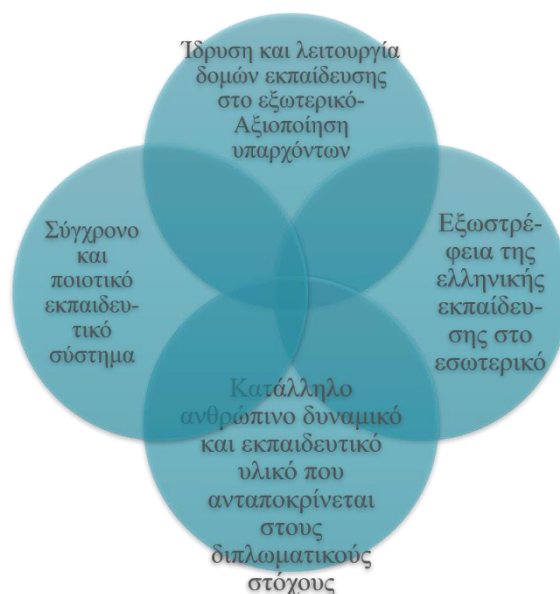 Ίδρυση και λειτουργία
δομών εκπαίδευσης
στο εξωτερικό-
Αξιοποίηση
υπαρχόντων
Σύγχρονο
και
ποιοτικό
εκπαιδευ-
τικό
σύστημα
Εξωστρέ-
φεια της
ελληνικής
εκπαίδευ-
σης στο
εσωτερικό
Κατάλληλο
ανθρώπινο δυναμικό
και εκπαιδευτικό
υλικό που
ανταποκρίνεται
στους
διπλωματικούς
στόχους